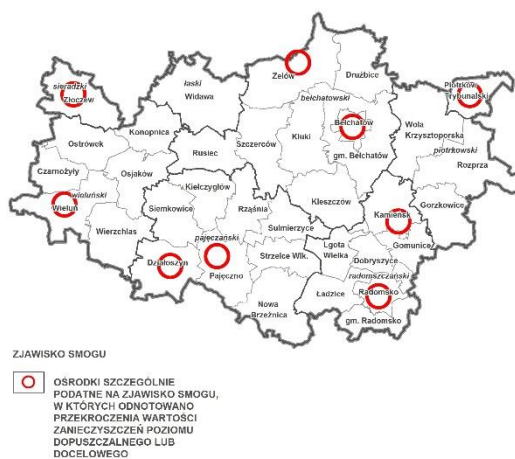 Zelów
Drużbice
łaski
Widawa
sieradzki
Złoczew
Piotrków
Trybunalski
bełchatowski
Bełchatów
Konopnica
Szczerców
Kluki
Wola
Krzysztoporska
Ostrówek
Rusiec
gm. Bełchatów
piotrkowski
Rozprza
Czarnożyły
Osjaków
Kiełczygłów
Kleszczów
wieluński
Wieluń
Siemkowice
Rząśnia
Gorzkowice
Kamieńsk
Wierzchlas
Sulmierzyce
pajęczański
Gomunice
Lgota
Wielka
Strzelce Wlk.
Dobryszyce
Działoszyn
Pajęczno
radomszczański
Radomsko
Ładzice
Nowa
Brzeźnica
gm. Radomsko
ZJAWISKO SMOGU
OŚRODKI SZCZEGÓLNIE
PODATNE NA ZJAWISKO SMOGU,
W KTÓRYCH ODNOTOWANO
PRZEKROCZENIA WARTOŚCI
ZANIECZYSZCZEŃ POZIOMU
DOPUSZCZALNEGO LUB
DOCELOWEGO